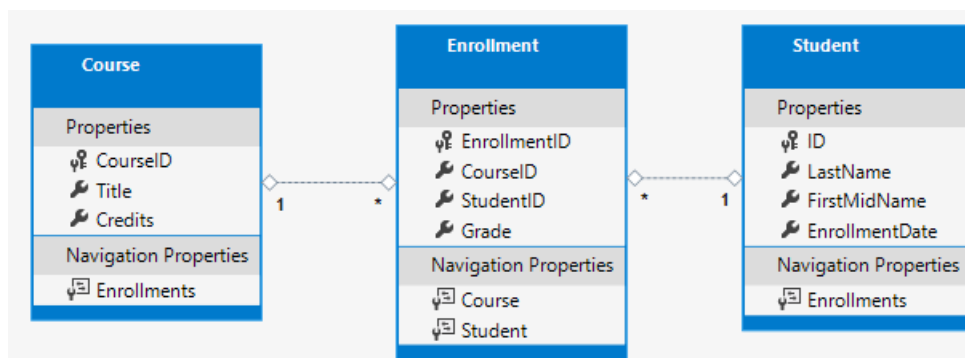 Course
Properties
CourseID
Title
Credits
Navigation Properties
Enrollments
1
*
Enrollment
Properties
EnrollmentID
CourseID
StudentID
Grade
Navigation Properties
Course
Student
*
1
Student
Properties
ID
LastName
FirstMidName
EnrollmentDate
Navigation Properties
Enrollments